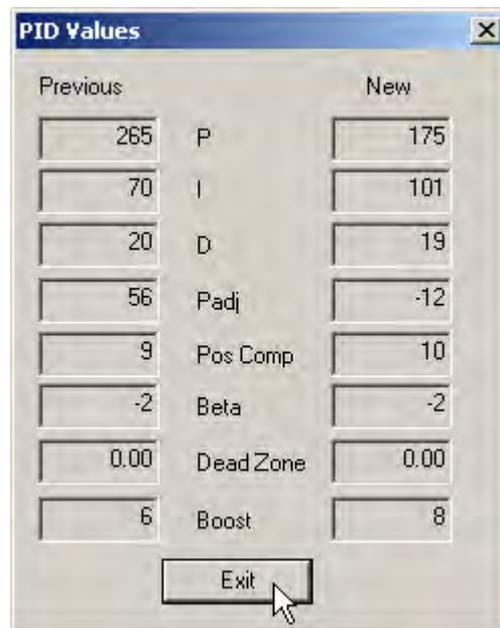 PID Values
Previous New
265 P 175
70 I 101
20 D 19
56 Padj -12
9 Pos Comp 10
-2 Beta -2
0.00 Dead Zone 0.00
6 Boost 8
Exit